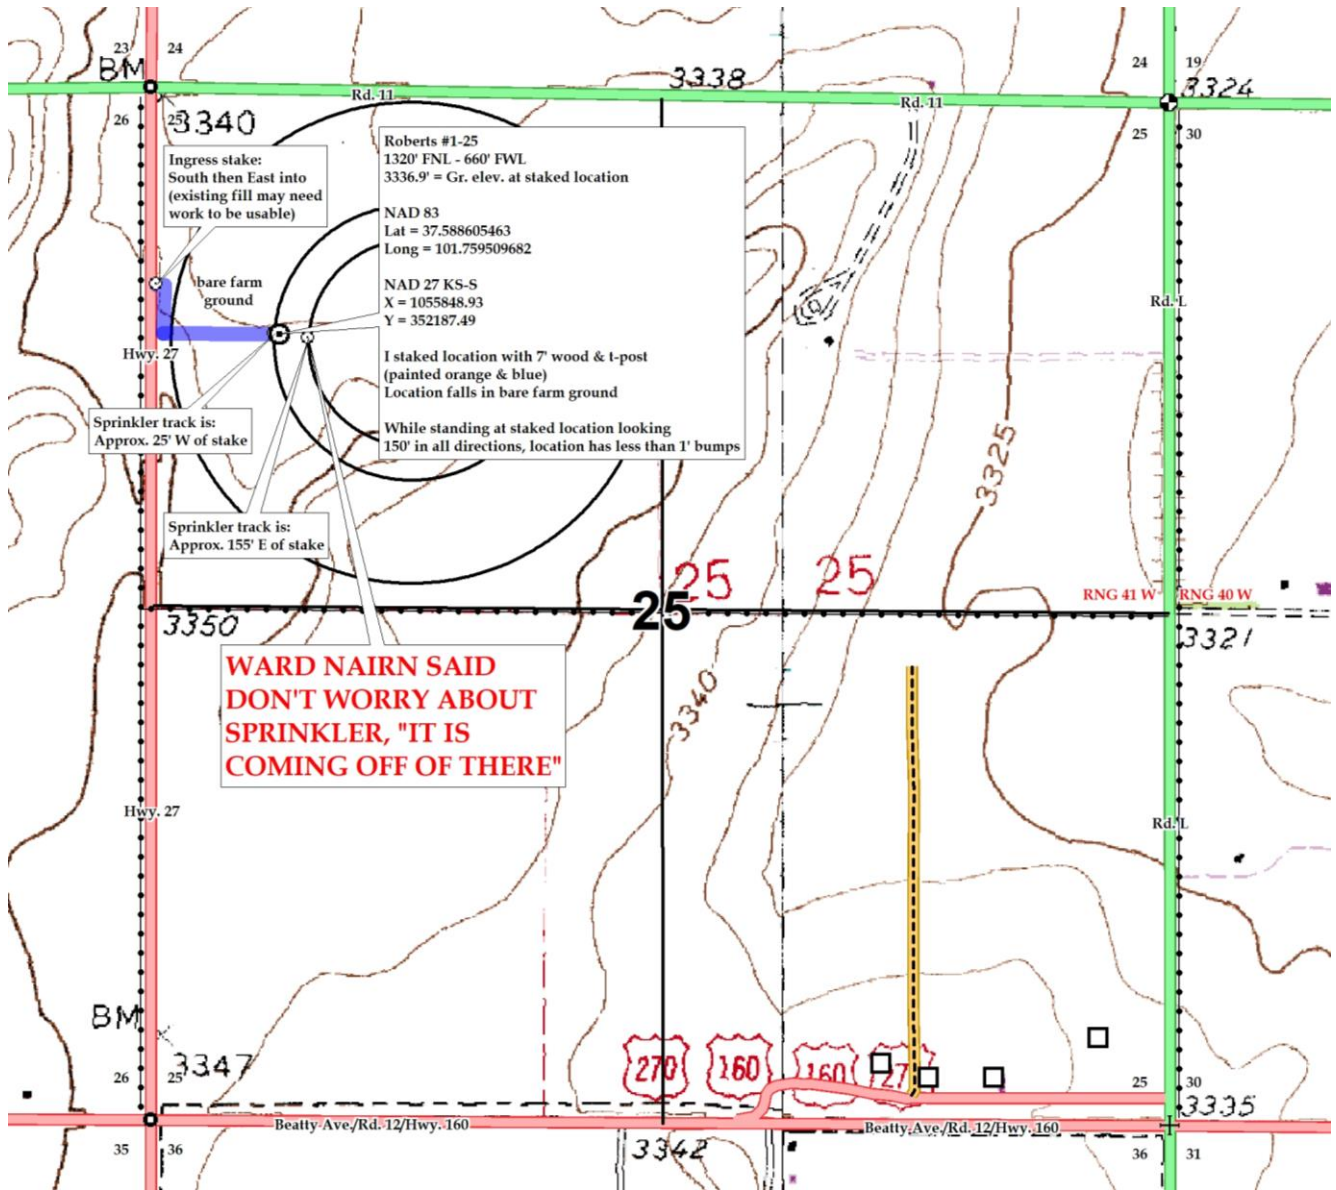 23 24
BM
3338
24 19
3324
Rd. 11
Rd. 11
26 25
3340
25 30
Ingress stake:
South then East into
(existing fill may need
work to be usable)
Roberts #1-25
1320' FNL - 660' FWL
3336.9' = Gr. elev. at staked location
NAD 83
Lat = 37.588605463
Long = 101.759509682
NAD 27 KS-S
X = 1055848.93
Y = 352187.49
I staked location with 7' wood & t-post
(painted orange & blue)
Location falls in bare farm ground
While standing at staked location looking
150' in all directions, location has less than 1' bumps
bare farm
ground
Rd. L
Hwy. 27
Sprinkler track is:
Approx. 25' W of stake
3325
Sprinkler track is:
Approx. 155' E of stake
25 25
RNG 41 W RNG 40 W
25
3350
3321
WARD NAIRN SAID
DON'T WORRY ABOUT
SPRINKLER, "IT IS
COMING OFF OF THERE"
3340
Hwy. 27
Rd. L
BM
3347
26 25
270 160 160 27
25 30
3335
Beatty Ave./Rd. 12/Hwy. 160
Beatty Ave./Rd. 12/Hwy. 160
35 36
3342
36 31